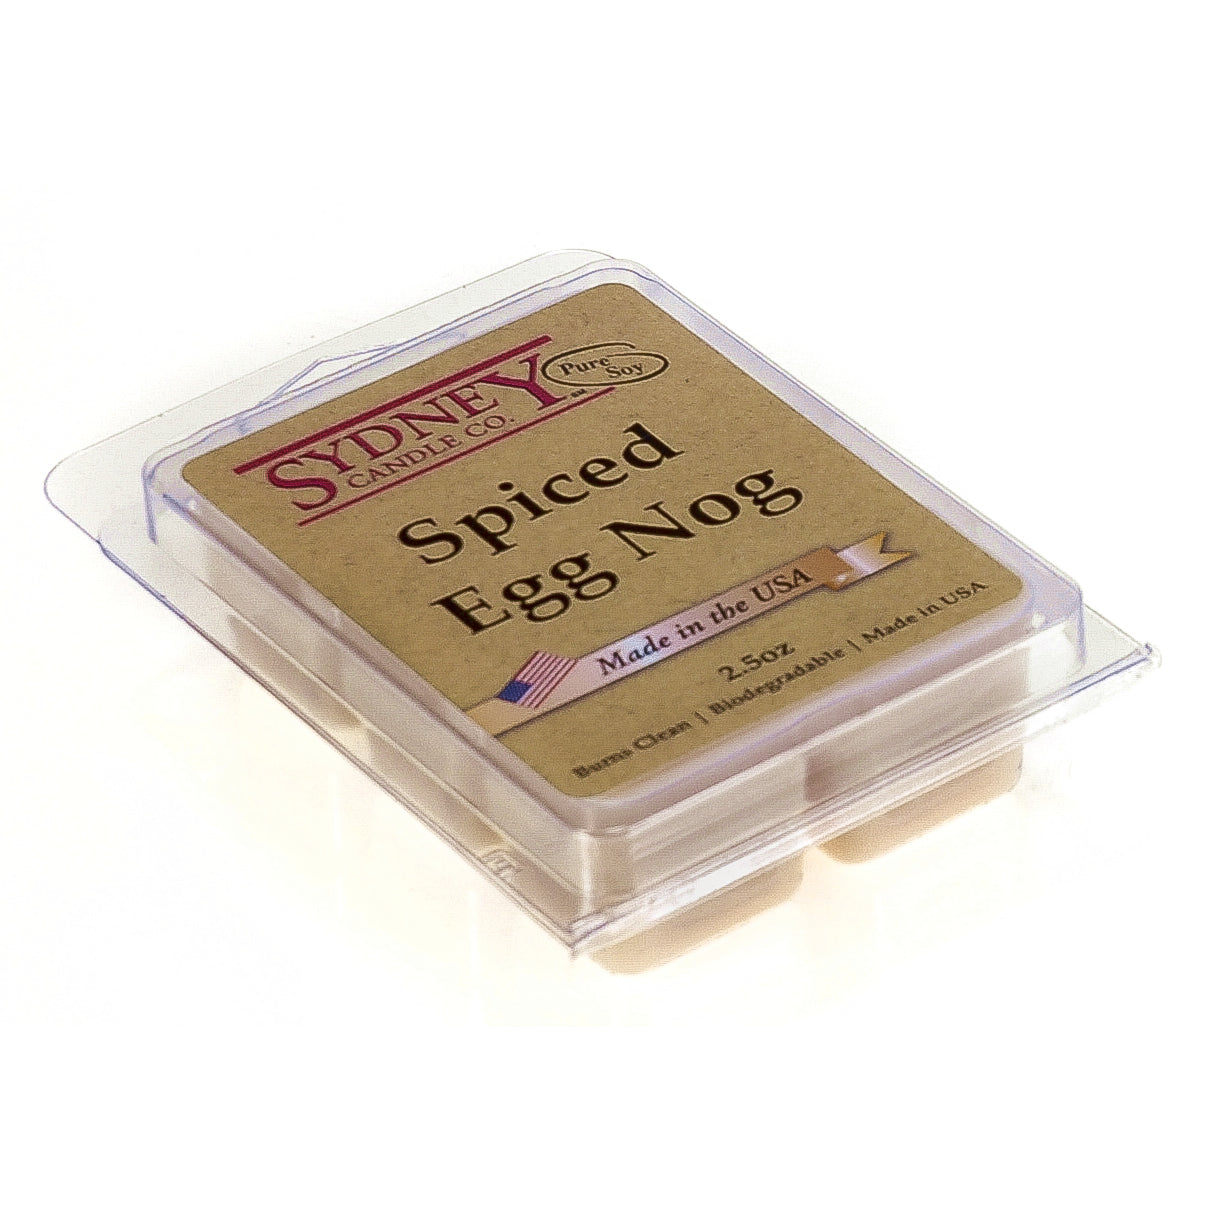 SYDNEY
CANDLE CO.
Pure
Soy
Spiced
Egg Nog
Made in the USA
2.5oz
Burns Clean | Biodegradable | Made in USA